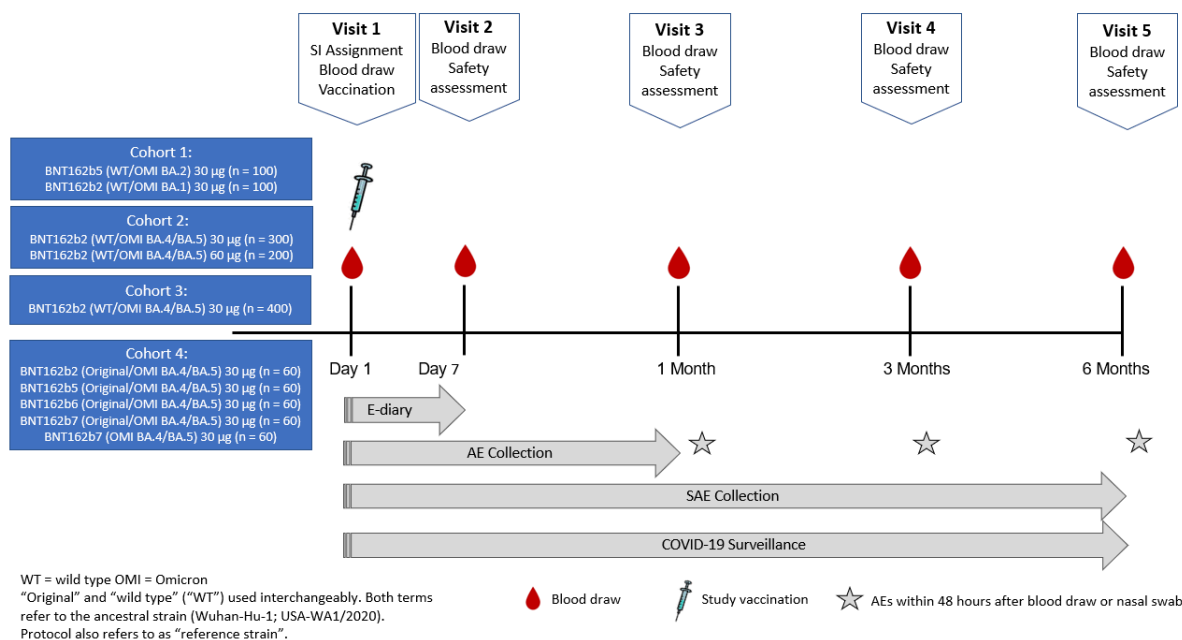 Visit 1
SI Assignment
Blood draw
Vaccination
Visit 2
Blood draw
Safety
assessment
Visit 3
Blood draw
Safety
assessment
Visit 4
Blood draw
Safety
assessment
Visit 5
Blood draw
Safety
assessment
Cohort 1:
BNT162b5 (WT/OMI BA.2) 30 µg (n = 100)
BNT162b2 (WT/OMI BA.1) 30 µg (n = 100)
Cohort 2:
BNT162b2 (WT/OMI BA.4/BA.5) 30 µg (n = 300)
BNT162b2 (WT/OMI BA.4/BA.5) 60 µg (n = 200)
Cohort 3:
BNT162b2 (WT/OMI BA.4/BA.5) 30 µg (n = 400)
Cohort 4:
BNT162b2 (Original/OMI BA.4/BA.5) 30 µg (n = 60)
BNT162b5 (Original/OMI BA.4/BA.5) 30 µg (n = 60)
BNT162b6 (Original/OMI BA.4/BA.5) 30 µg (n = 60)
BNT162b7 (Original/OMI BA.4/BA.5) 30 µg (n = 60)
BNT162b7 (OMI BA.4/BA.5) 30 µg (n = 60)
Day 1
Day 7
1 Month
3 Months
6 Months
E-diary
AE Collection
SAE Collection
COVID-19 Surveillance
WT = wild type OMI = Omicron
“Original” and “wild type” (“WT”) used interchangeably. Both terms
refer to the ancestral strain (Wuhan-Hu-1; USA-WA1/2020).
Protocol also refers to as “reference strain”.
Blood draw
Study vaccination
AEs within 48 hours after blood draw or nasal swab